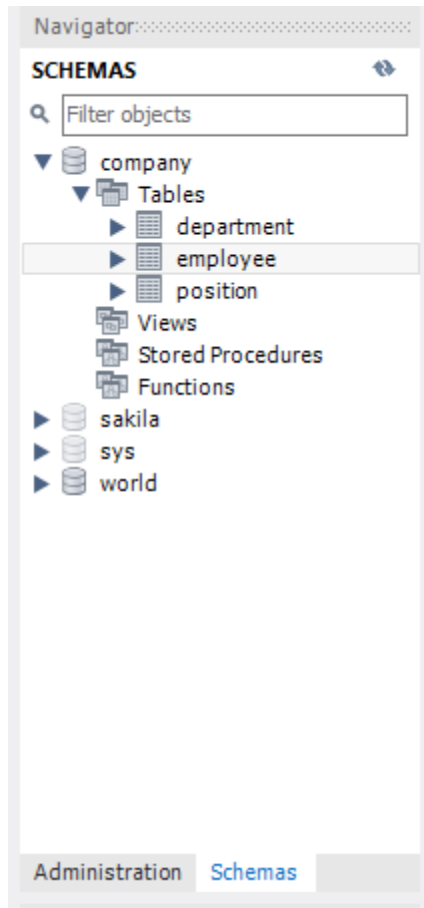 Navigator
SCHEMAS
Filter objects
company
Tables
department
employee
position
Views
Stored Procedures
Functions
sakila
sys
world
Administration Schemas